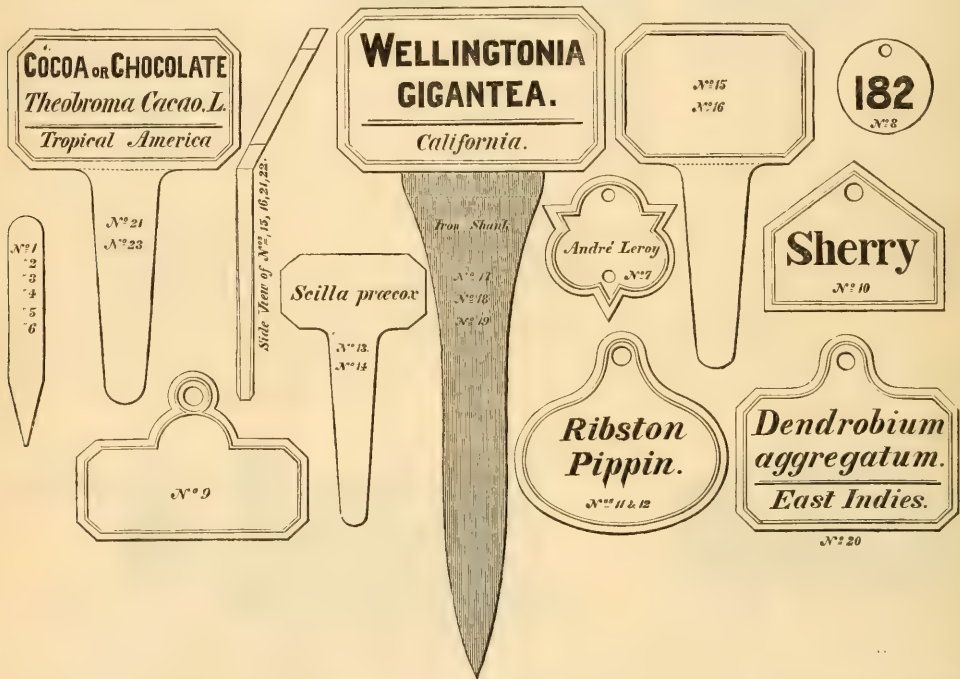 COCOA OR CHOCOLATE
Theobroma Cacao. L.
Tropical America
Nº 21
Nº 23
Side View of Nºˢ, 15, 16, 21, 22.
WELLINGTONIA
GIGANTEA.
California.
Iron Shank
Nº 17
Nº 18
Nº 19
Nº 15
Nº 16
182
Nº 8
Nº 1
2
3
4
5
6
Scilla præcox
Nº 13.
Nº 14
André Leroy
Nº 7
Sherry
Nº 10
Nº 9
Ribston
Pippin.
Nºˢ 11 & 12
Dendrobium
aggregatum.
East Indies.
Nº 20